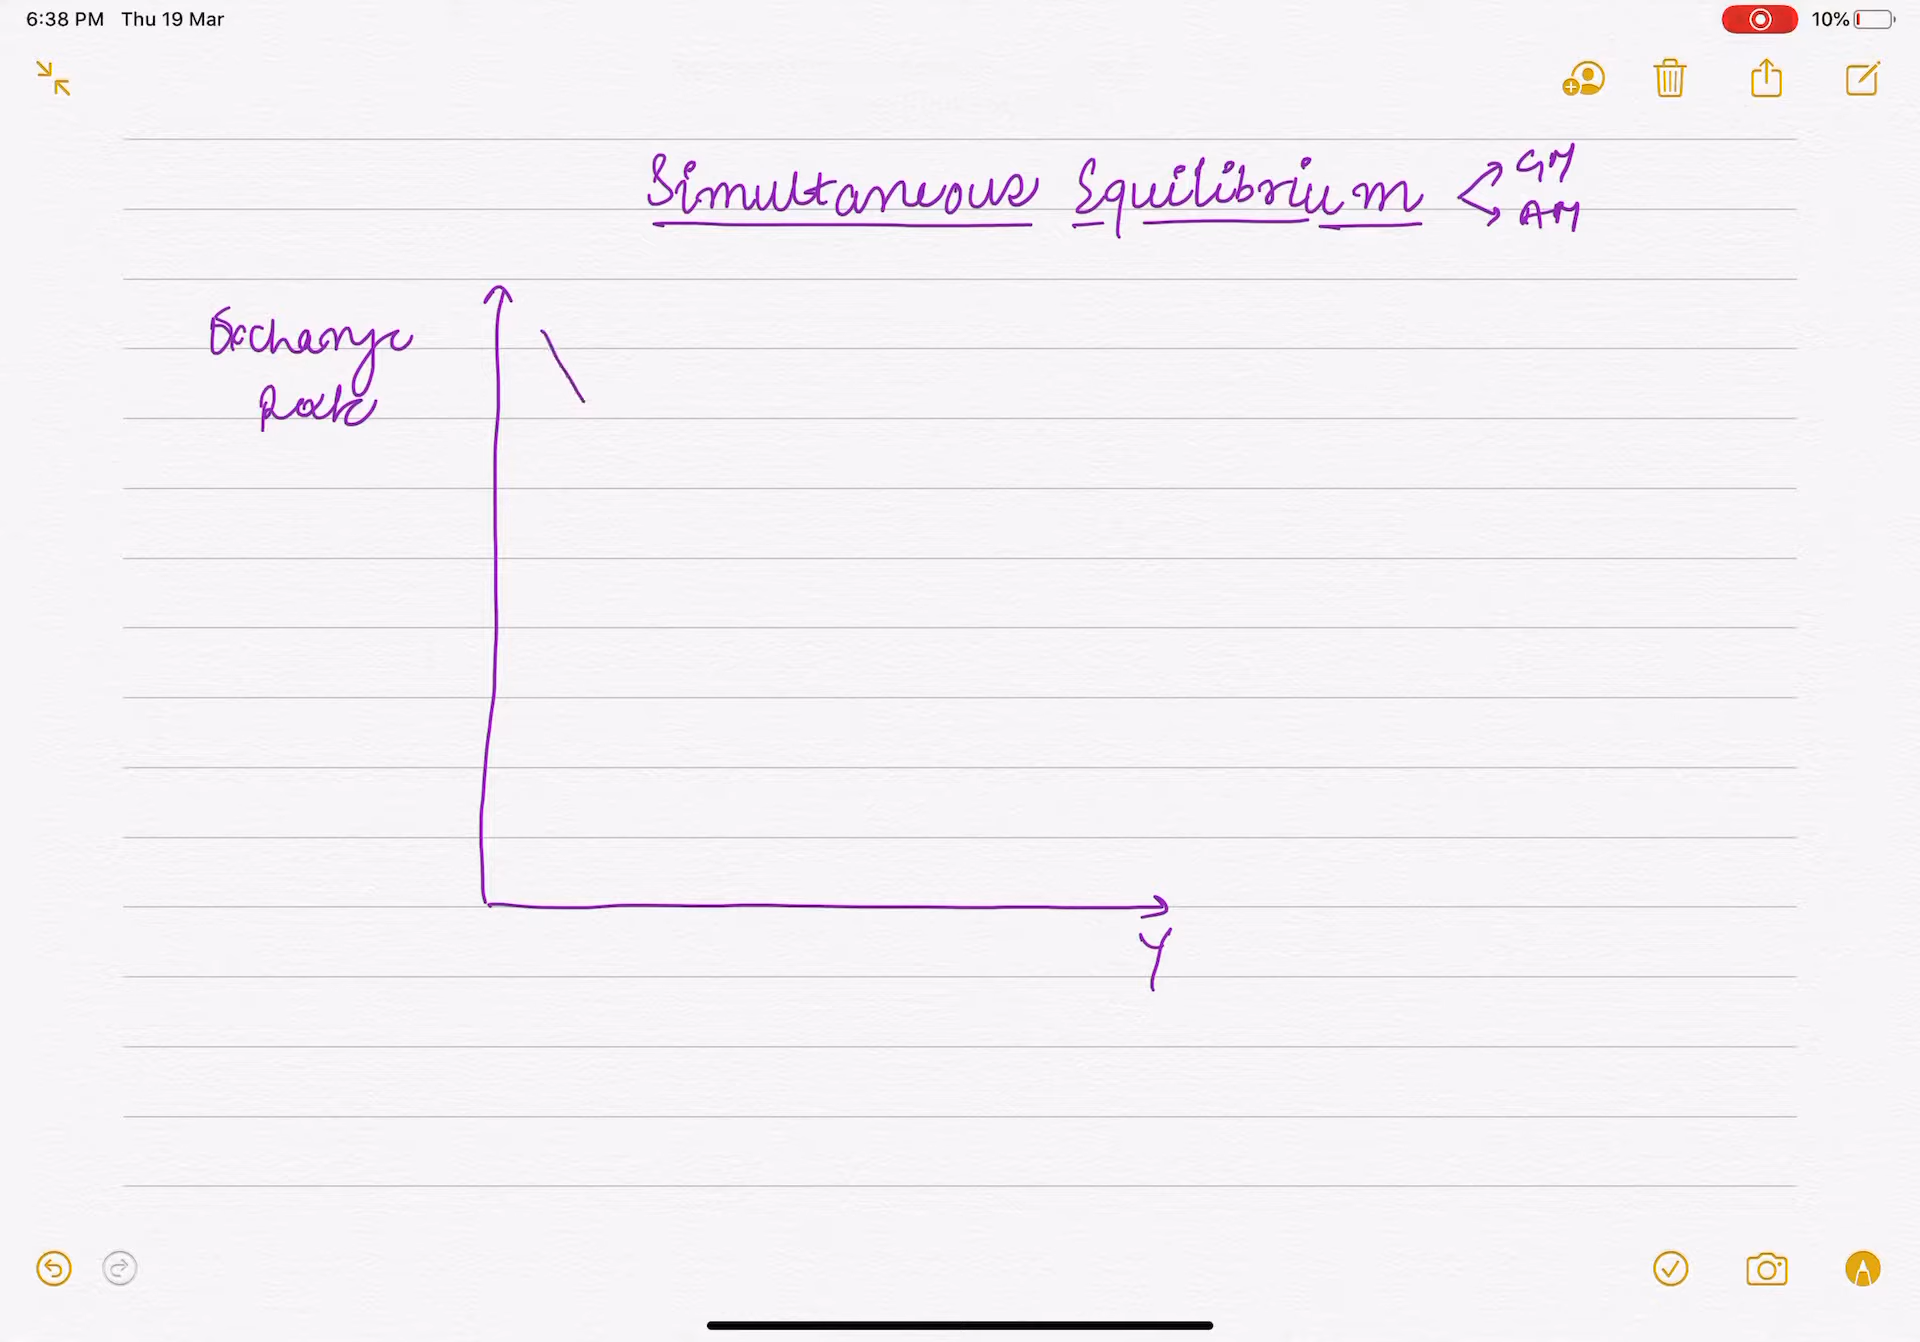 6:38 PM Thu 19 Mar
10%
Simultaneous Equilibrium
GM
AM
Exchange
Rate
Y